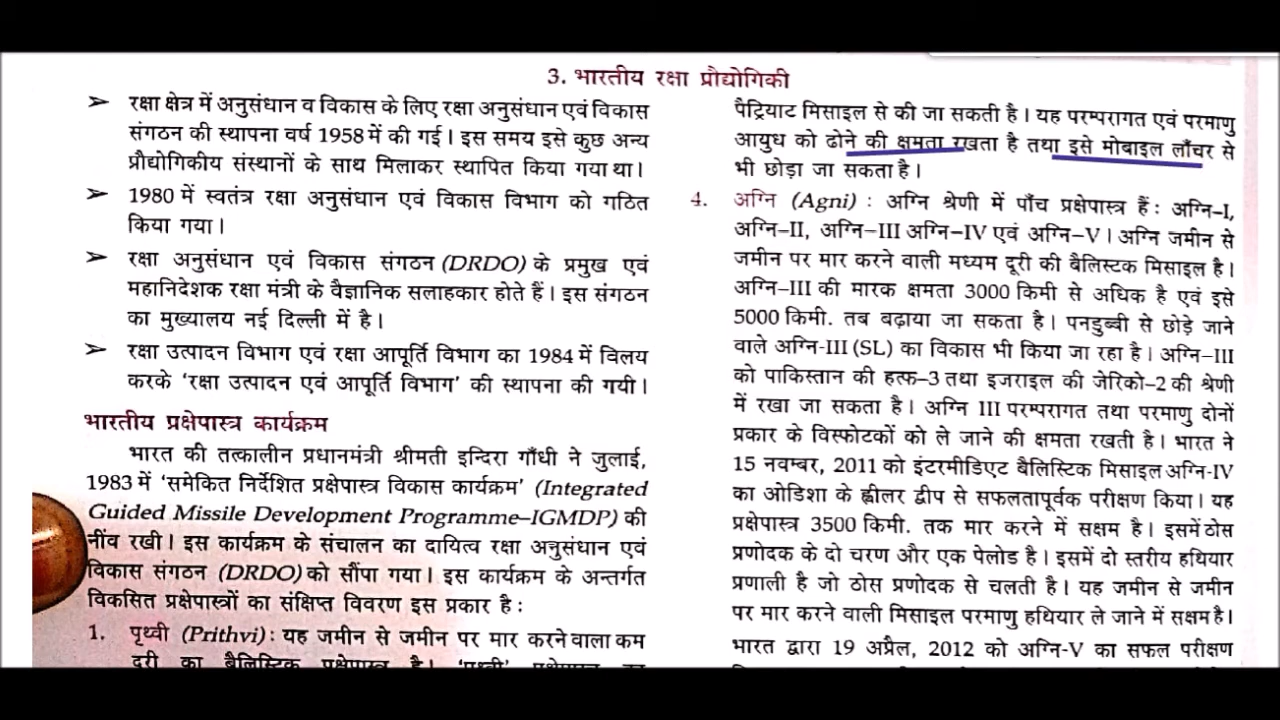 3. भारतीय रक्षा प्रौद्योगिकी
➢ रक्षा क्षेत्र में अनुसंधान व विकास के लिए रक्षा अनुसंधान एवं विकास
संगठन की स्थापना वर्ष 1958 में की गई। इस समय इसे कुछ अन्य
प्रौद्योगिकीय संस्थानों के साथ मिलाकर स्थापित किया गया था।
➢ 1980 में स्वतंत्र रक्षा अनुसंधान एवं विकास विभाग को गठित
किया गया।
➢ रक्षा अनुसंधान एवं विकास संगठन (DRDO) के प्रमुख एवं
महानिदेशक रक्षा मंत्री के वैज्ञानिक सलाहकार होते हैं। इस संगठन
का मुख्यालय नई दिल्ली में है।
➢ रक्षा उत्पादन विभाग एवं रक्षा आपूर्ति विभाग का 1984 में विलय
करके ‘रक्षा उत्पादन एवं आपूर्ति विभाग’ की स्थापना की गयी।
भारतीय प्रक्षेपास्त्र कार्यक्रम
भारत की तत्कालीन प्रधानमंत्री श्रीमती इन्दिरा गाँधी ने जुलाई,
1983 में ‘समेकित निर्देशित प्रक्षेपास्त्र विकास कार्यक्रम’ (Integrated
Guided Missile Development Programme–IGMDP) की
नींव रखी। इस कार्यक्रम के संचालन का दायित्व रक्षा अनुसंधान एवं
विकास संगठन (DRDO) को सौंपा गया। इस कार्यक्रम के अन्तर्गत
विकसित प्रक्षेपास्त्रों का संक्षिप्त विवरण इस प्रकार है :
1. पृथ्वी (Prithvi) : यह जमीन से जमीन पर मार करने वाला कम
दूरी का बैलिस्टिक प्रक्षेपास्त्र है। ‘पृथ्वी’ प्रक्षेपास्त्र
पैट्रियाट मिसाइल से की जा सकती है। यह परम्परागत एवं परमाणु
आयुध को ढोने की क्षमता रखता है तथा इसे मोबाइल लाँचर से
भी छोड़ा जा सकता है।
4. अग्नि (Agni) : अग्नि श्रेणी में पाँच प्रक्षेपास्त्र हैं : अग्नि–I,
अग्नि–II, अग्नि–III अग्नि–IV एवं अग्नि–V। अग्नि जमीन से
जमीन पर मार करने वाली मध्यम दूरी की बैलिस्टिक मिसाइल है।
अग्नि–III की मारक क्षमता 3000 किमी से अधिक है एवं इसे
5000 किमी. तब बढ़ाया जा सकता है। पनडुब्बी से छोड़े जाने
वाले अग्नि-III (SL) का विकास भी किया जा रहा है। अग्नि–III
को पाकिस्तान की हत्फ–3 तथा इजराइल की जेरिको–2 की श्रेणी
में रखा जा सकता है। अग्नि III परम्परागत तथा परमाणु दोनों
प्रकार के विस्फोटकों को ले जाने की क्षमता रखती है। भारत ने
15 नवम्बर, 2011 को इंटरमीडिएट बैलिस्टिक मिसाइल अग्नि-IV
का ओडिशा के ह्वीलर द्वीप से सफलतापूर्वक परीक्षण किया। यह
प्रक्षेपास्त्र 3500 किमी. तक मार करने में सक्षम है। इसमें ठोस
प्रणोदक के दो चरण और एक पेलोड है। इसमें दो स्तरीय हथियार
प्रणाली है जो ठोस प्रणोदक से चलती है। यह जमीन से जमीन
पर मार करने वाली मिसाइल परमाणु हथियार ले जाने में सक्षम है।
भारत द्वारा 19 अप्रैल, 2012 को अग्नि-V का सफल परीक्षण